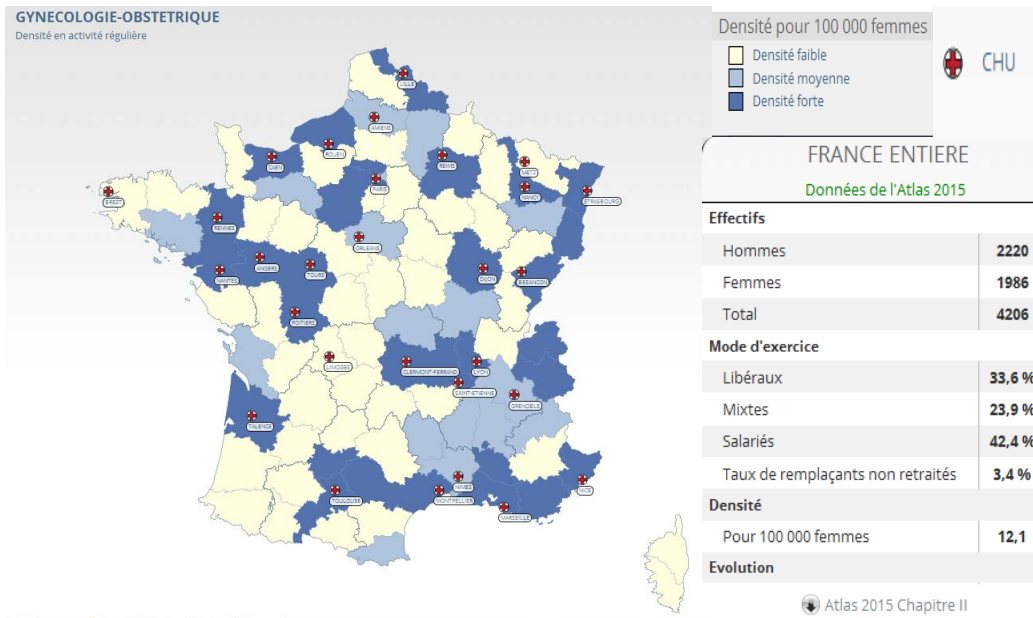 GYNECOLOGIE-OBSTETRIQUE
Densité en activité régulière
Densité pour 100 000 femmes
Densité faible
Densité moyenne
Densité forte
CHU
LILLE
AMIENS
ROUEN
CAEN
REIMS
METZ
PARIS
NANCY
STRASBOURG
BREST
RENNES
ORLEANS
ANGERS
TOURS
NANTES
DIJON
BESANCON
POITIERS
LIMOGES
CLERMONT-FERRAND
LYON
SAINT-ETIENNE
GRENOBLE
TALENCE
TOULOUSE
NIMES
MONTPELLIER
MARSEILLE
NICE
FRANCE ENTIERE
Données de l'Atlas 2015
Effectifs
Hommes 2220
Femmes 1986
Total 4206
Mode d'exercice
Libéraux 33,6 %
Mixtes 23,9 %
Salariés 42,4 %
Taux de remplaçants non retraités 3,4 %
Densité
Pour 100 000 femmes 12,1
Evolution
Atlas 2015 Chapitre II